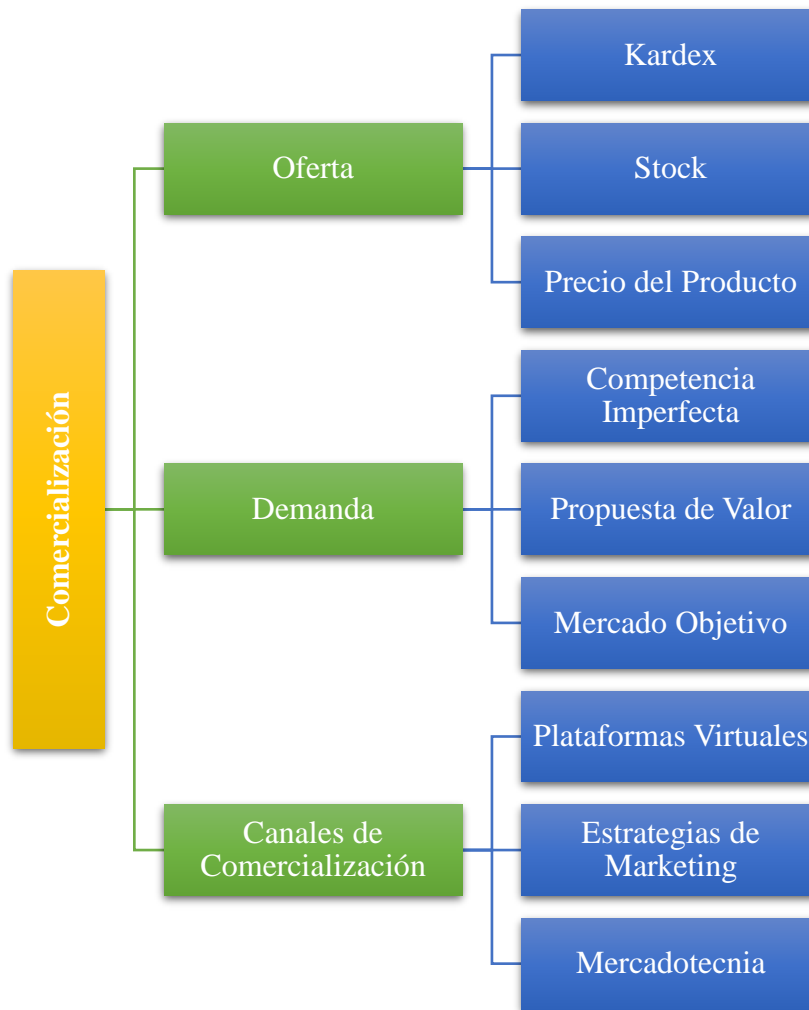 Comercialización
Oferta
Kardex
Stock
Precio del Producto
Demanda
Competencia
Imperfecta
Propuesta de Valor
Mercado Objetivo
Canales de
Comercialización
Plataformas Virtuales
Estrategias de
Marketing
Mercadotecnia